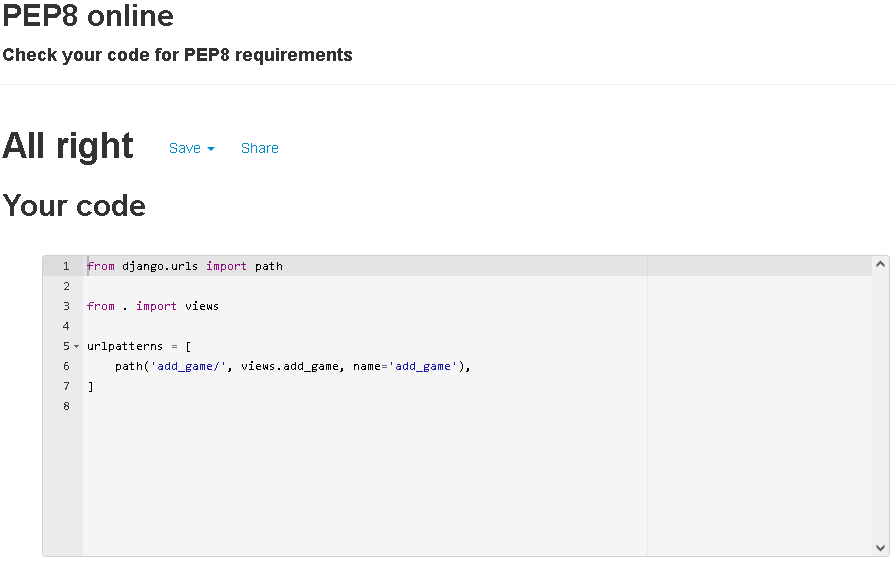 PEP8 online
Check your code for PEP8 requirements
All right Save Share
Your code
1 from django.urls import path
2
3 from . import views
4
5 urlpatterns = [
6     path('add_game/', views.add_game, name='add_game'),
7 ]
8